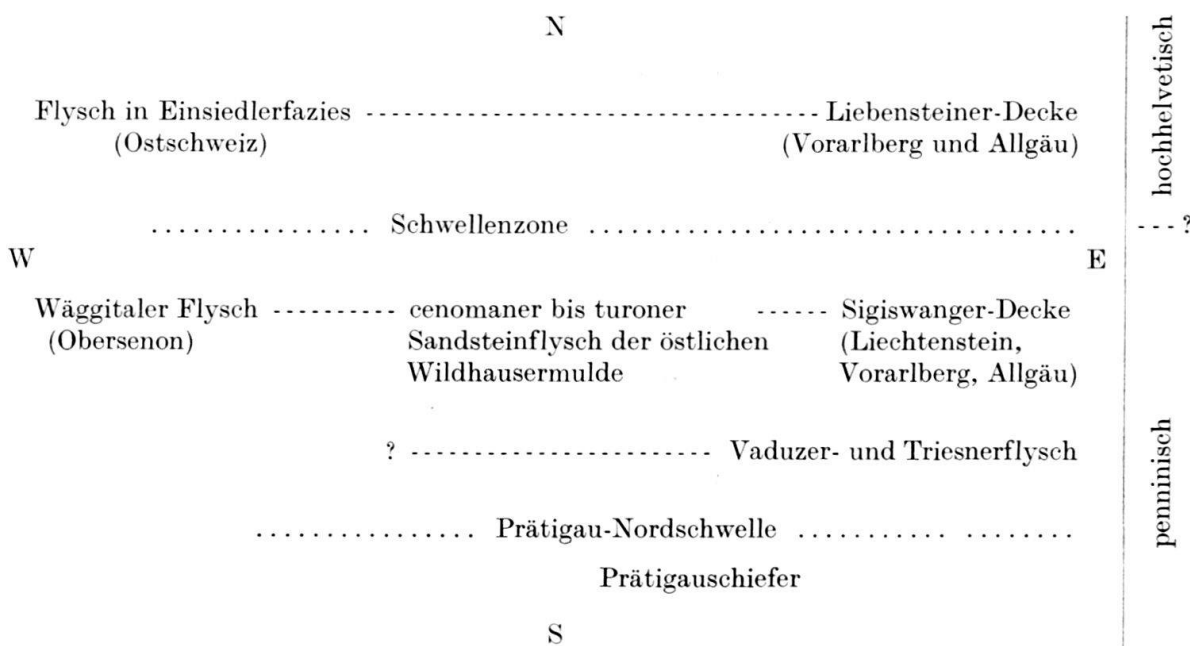 N
hochhelvetisch
Flysch in Einsiedlerfazies ---------------------------------- Liebensteiner-Decke
(Ostschweiz) (Vorarlberg und Allgäu)
................ Schwellenzone ................................... --- ?
W E
Wäggitaler Flysch ---------- cenomaner bis turoner ------ Sigiswanger-Decke
(Obersenon) Sandsteinflysch der östlichen (Liechtenstein,
Wildhausermulde Vorarlberg, Allgäu)
? ------------------------ Vaduzer- und Triesnerflysch
penninisch
................ Prätigau-Nordschwelle ........... ........
Prätigauschiefer
S